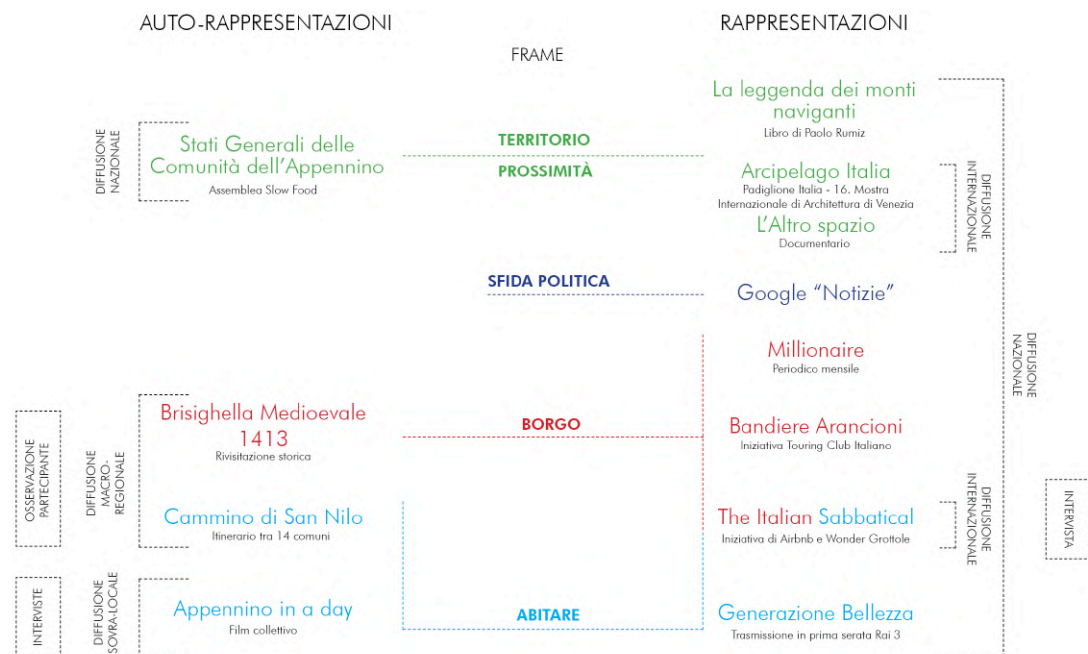 AUTO-RAPPRESENTAZIONI
RAPPRESENTAZIONI
FRAME
DIFFUSIONE
NAZIONALE
Stati Generali delle
Comunità dell'Appennino
Assemblea Slow Food
TERRITORIO
PROSSIMITÀ
La leggenda dei monti
naviganti
Libro di Paolo Rumiz
Arcipelago Italia
Padiglione Italia - 16. Mostra
Internazionale di Architettura di Venezia
L'Altro spazio
Documentario
DIFFUSIONE
INTERNAZIONALE
SFIDA POLITICA
Google “Notizie”
DIFFUSIONE
NAZIONALE
Millionaire
Periodico mensile
OSSERVAZIONE
PARTECIPANTE
DIFFUSIONE
MACRO-
REGIONALE
Brisighella Medioevale
1413
Rivisitazione storica
BORGO
Bandiere Arancioni
Iniziativa Touring Club Italiano
Cammino di San Nilo
Itinerario tra 14 comuni
The Italian Sabbatical
Iniziativa di Airbnb e Wonder Grottole
DIFFUSIONE
INTERNAZIONALE
INTERVISTA
INTERVISTE
DIFFUSIONE
SOVRA-LOCALE
Appennino in a day
Film collettivo
ABITARE
Generazione Bellezza
Trasmissione in prima serata Rai 3